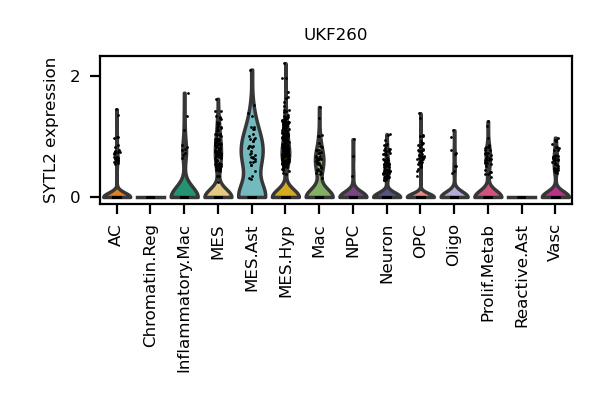 UKF260
SYTL2 expression
2
0
AC
Chromatin.Reg
Inflammatory.Mac
MES
MES.Ast
MES.Hyp
Mac
NPC
Neuron
OPC
Oligo
Prolif.Metab
Reactive.Ast
Vasc